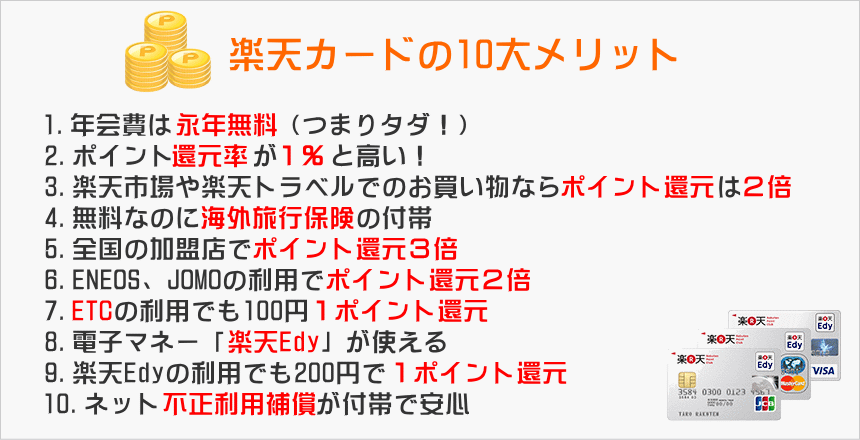 楽天カードの10大メリット
1. 年会費は永年無料（つまりタダ！）
2. ポイント還元率が１％と高い！
3. 楽天市場や楽天トラベルでのお買い物ならポイント還元は２倍
4. 無料なのに海外旅行保険の付帯
5. 全国の加盟店でポイント還元３倍
6. ENEOS、JOMOの利用でポイント還元２倍
7. ETCの利用でも100円１ポイント還元
8. 電子マネー「楽天Edy」が使える
9. 楽天Edyの利用でも200円で１ポイント還元
10. ネット不正利用補償が付帯で安心
楽天
楽天 Edy
VISA
楽天
楽天 Edy
MasterCard
楽天
楽天 Edy
3584 0300 0123 4567
TARO RAKUTEN
JCB